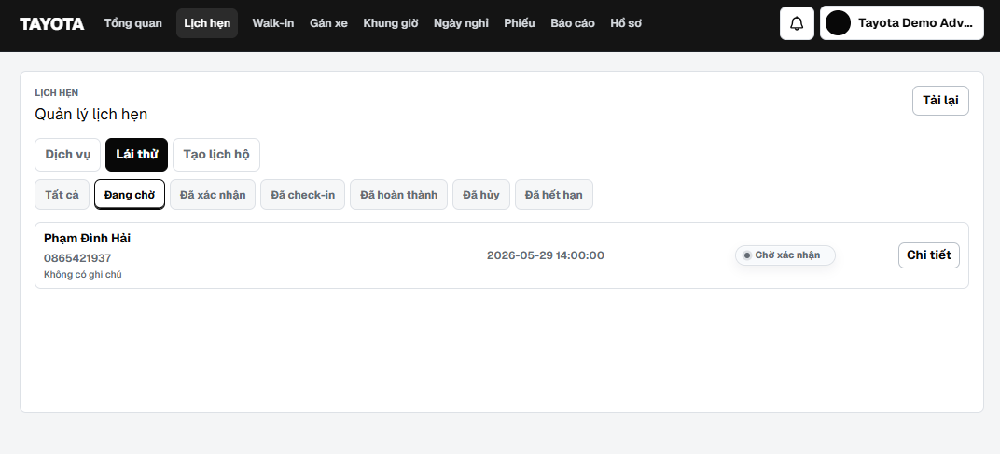 TAYOTA Tổng quan Lịch hẹn Walk-in Gán xe Khung giờ Ngày nghi Phiếu Báo cáo Hồ sơ Tayota Demo Adv...
LỊCH HẸN
Quản lý lịch hẹn
Tải lại
Dịch vụ Lái thử Tạo lịch hộ
Tất cả Đang chờ Đã xác nhận Đã check-in Đã hoàn thành Đã hủy Đã hết hạn
Phạm Đình Hải
0865421937
Không có ghi chú
2026-05-29 14:00:00
Chờ xác nhận
Chi tiết